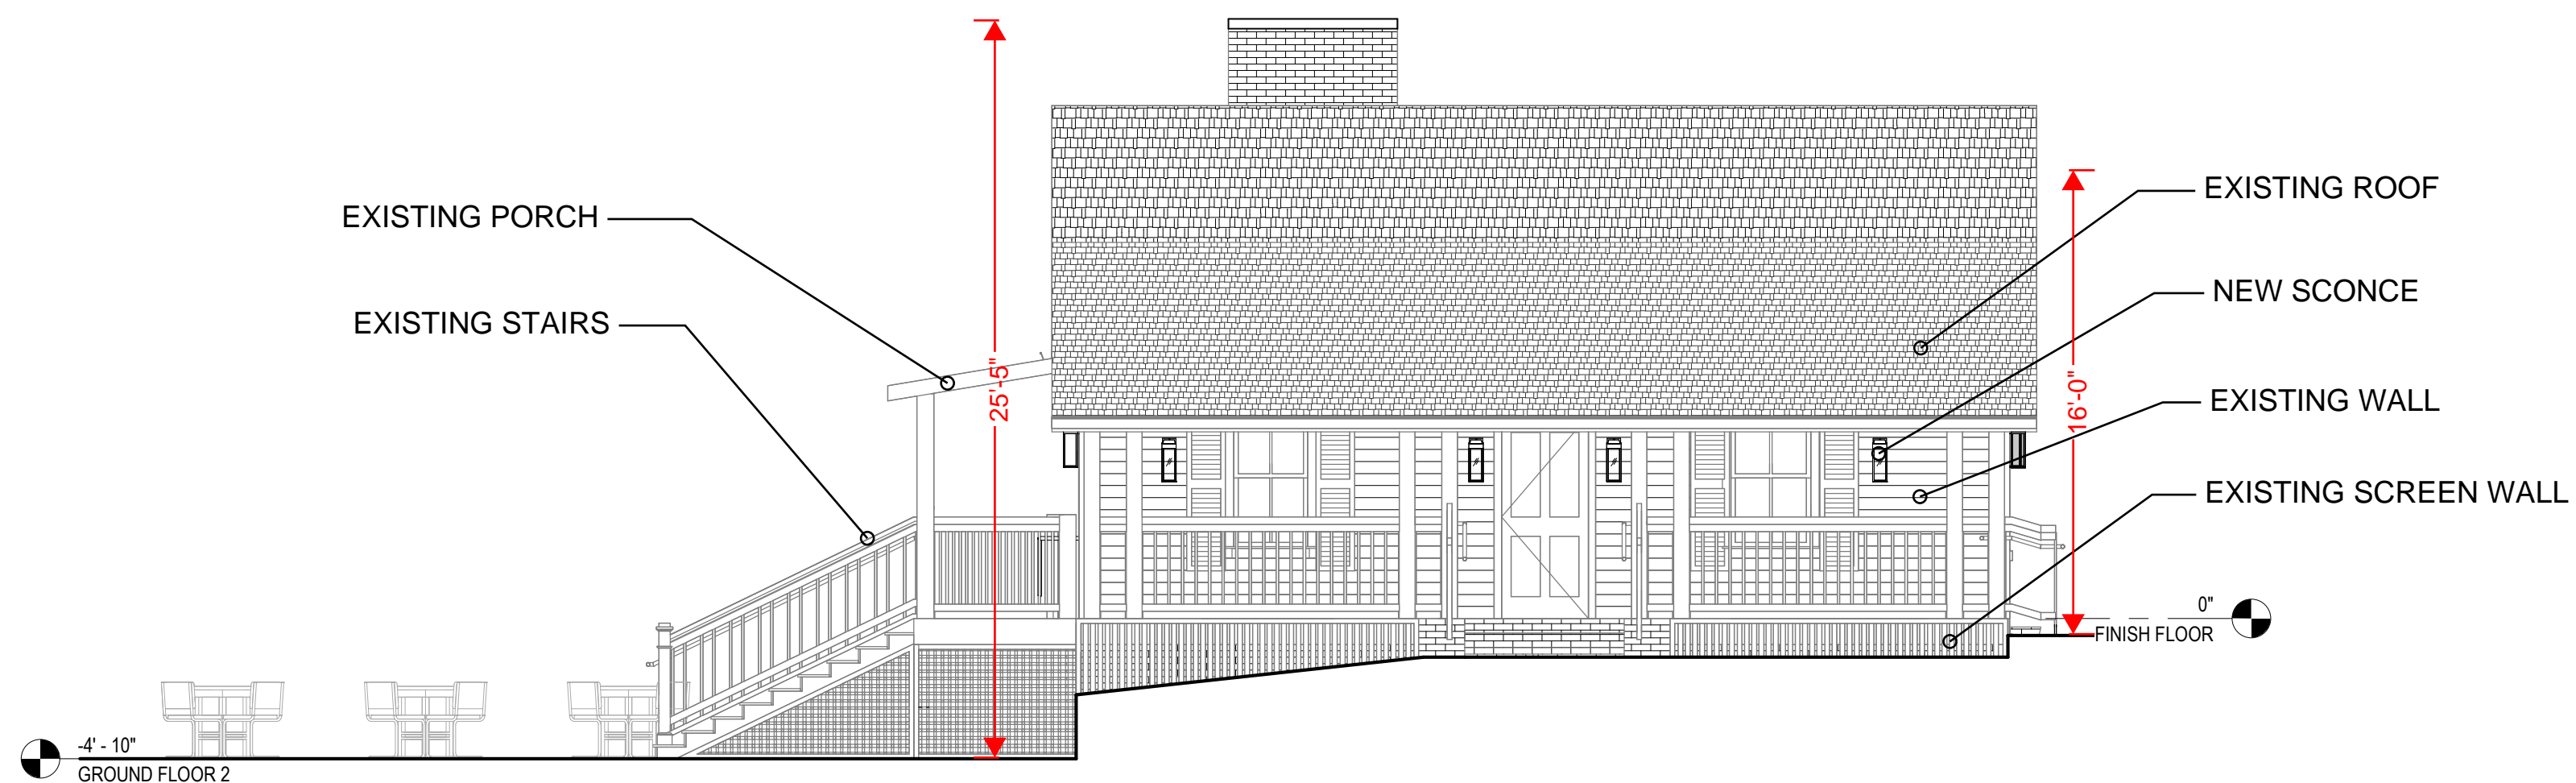 EXISTING PORCH
EXISTING STAIRS
25'-5"
EXISTING ROOF
NEW SCONCE
16'-0"
EXISTING WALL
EXISTING SCREEN WALL
0"
FINISH FLOOR
-4' - 10"
GROUND FLOOR 2